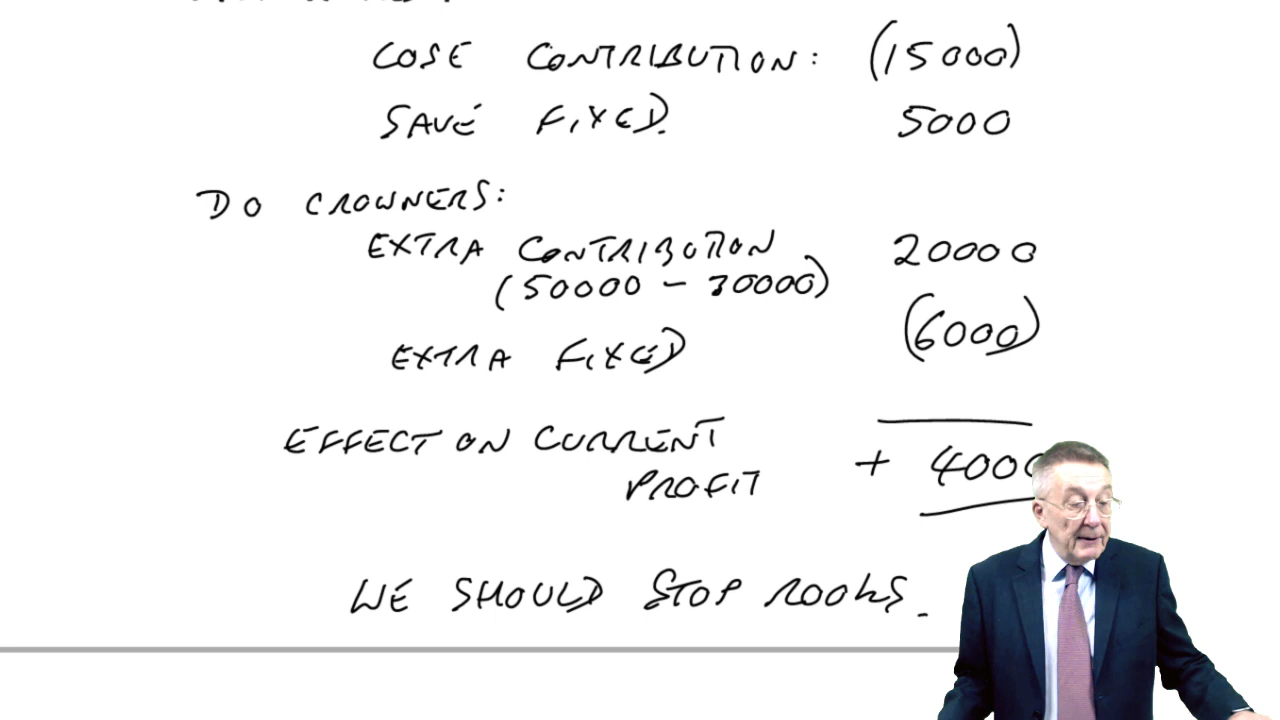 LOSE CONTRIBUTION: (15000)
SAVE FIXED 5000
DO CROWNERS:
EXTRA CONTRIBUTION 20000
(50000 - 30000)
EXTRA FIXED (6000)
EFFECT ON CURRENT
PROFIT + 4000
WE SHOULD STOP ROOKS.